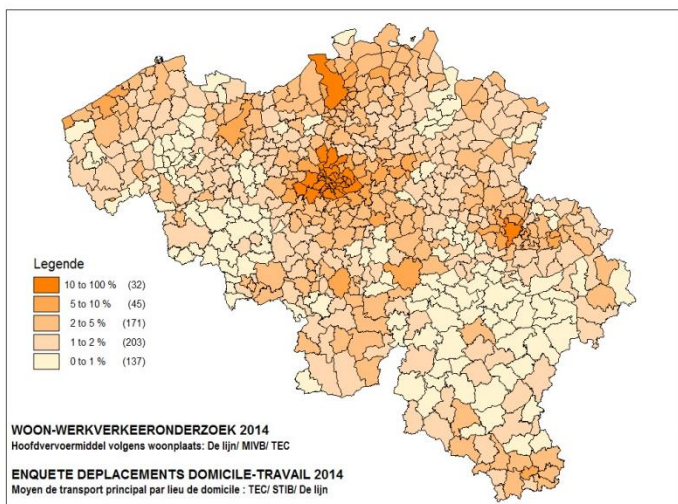 Legende
10 to 100 % (32)
5 to 10 % (45)
2 to 5 % (171)
1 to 2 % (203)
0 to 1 % (137)
WOON-WERKVERKEERONDERZOEK 2014
Hoofdvervoermiddel volgens woonplaats: De lijn/ MIVB/ TEC
ENQUETE DEPLACEMENTS DOMICILE-TRAVAIL 2014
Moyen de transport principal par lieu de domicile : TEC/ STIB/ De lijn